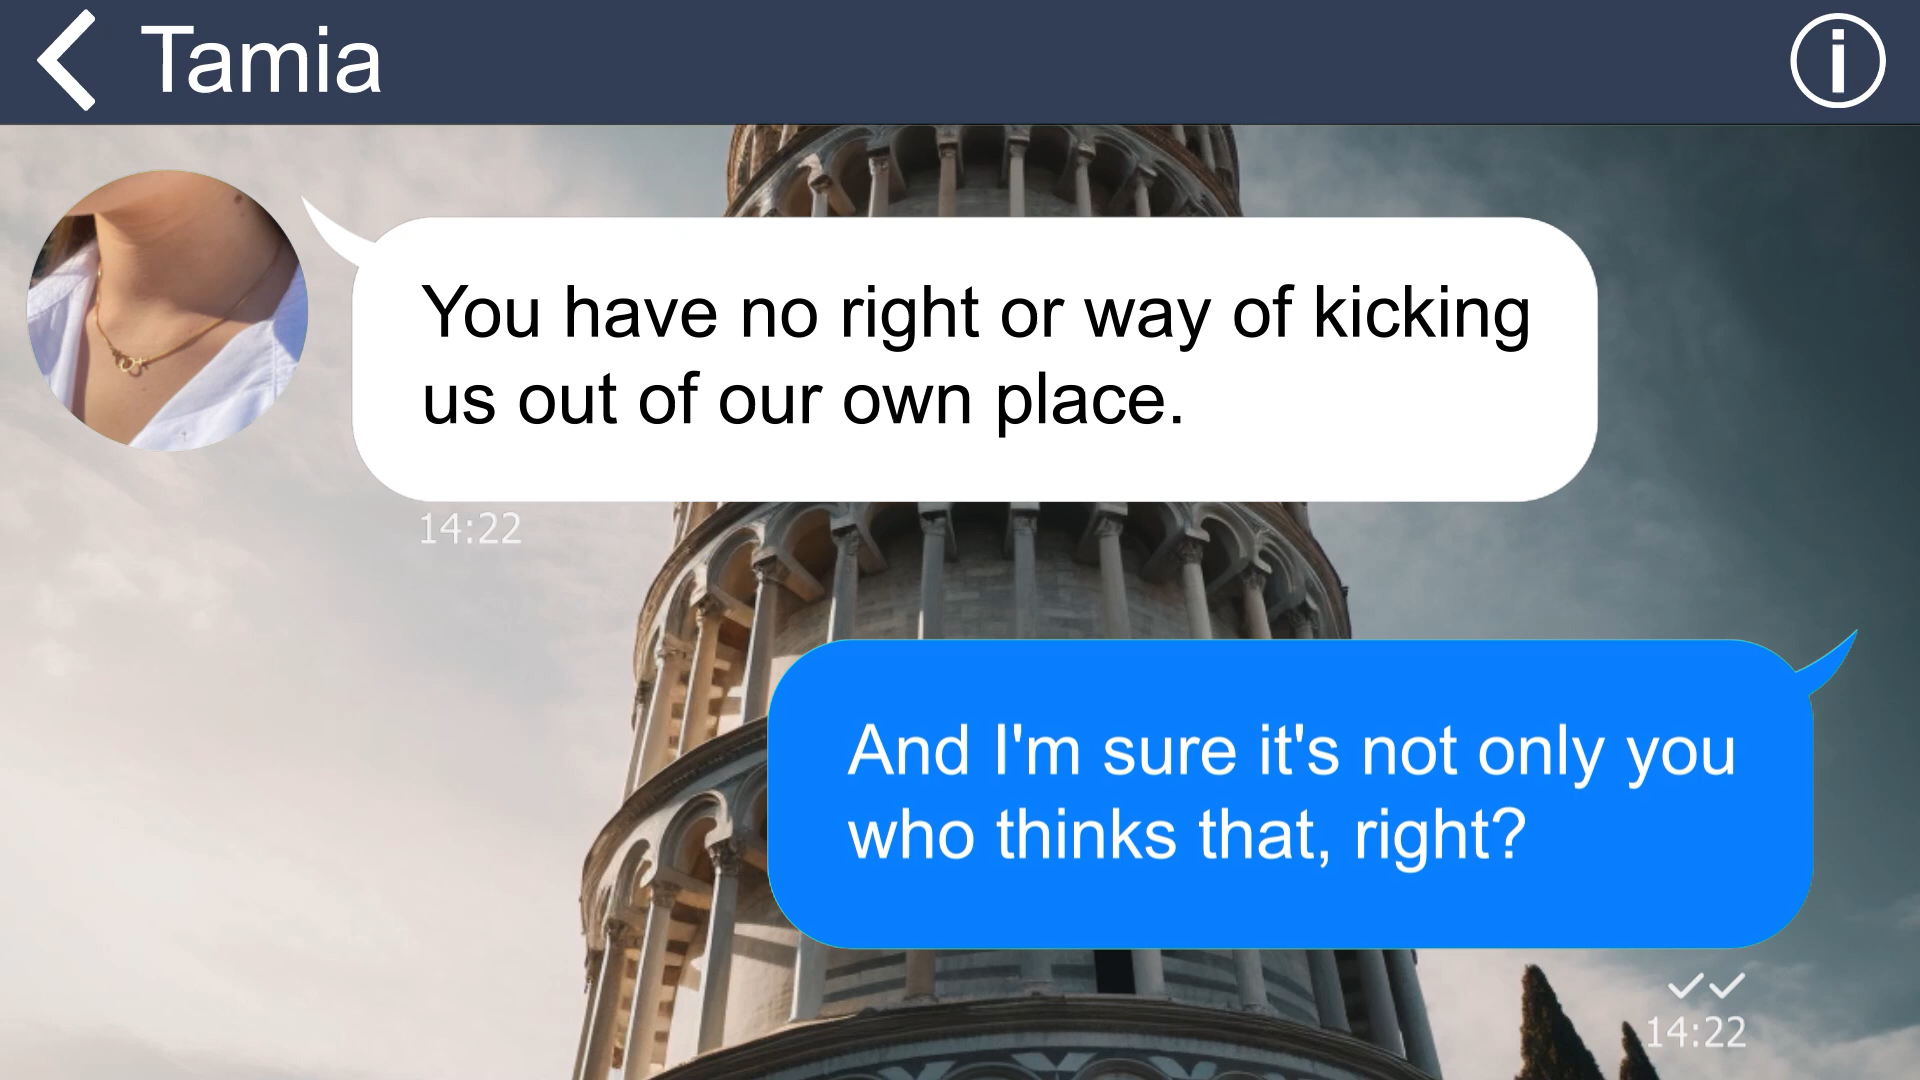 Tamia
You have no right or way of kicking
us out of our own place.
14:22
And I'm sure it's not only you
who thinks that, right?
14:22